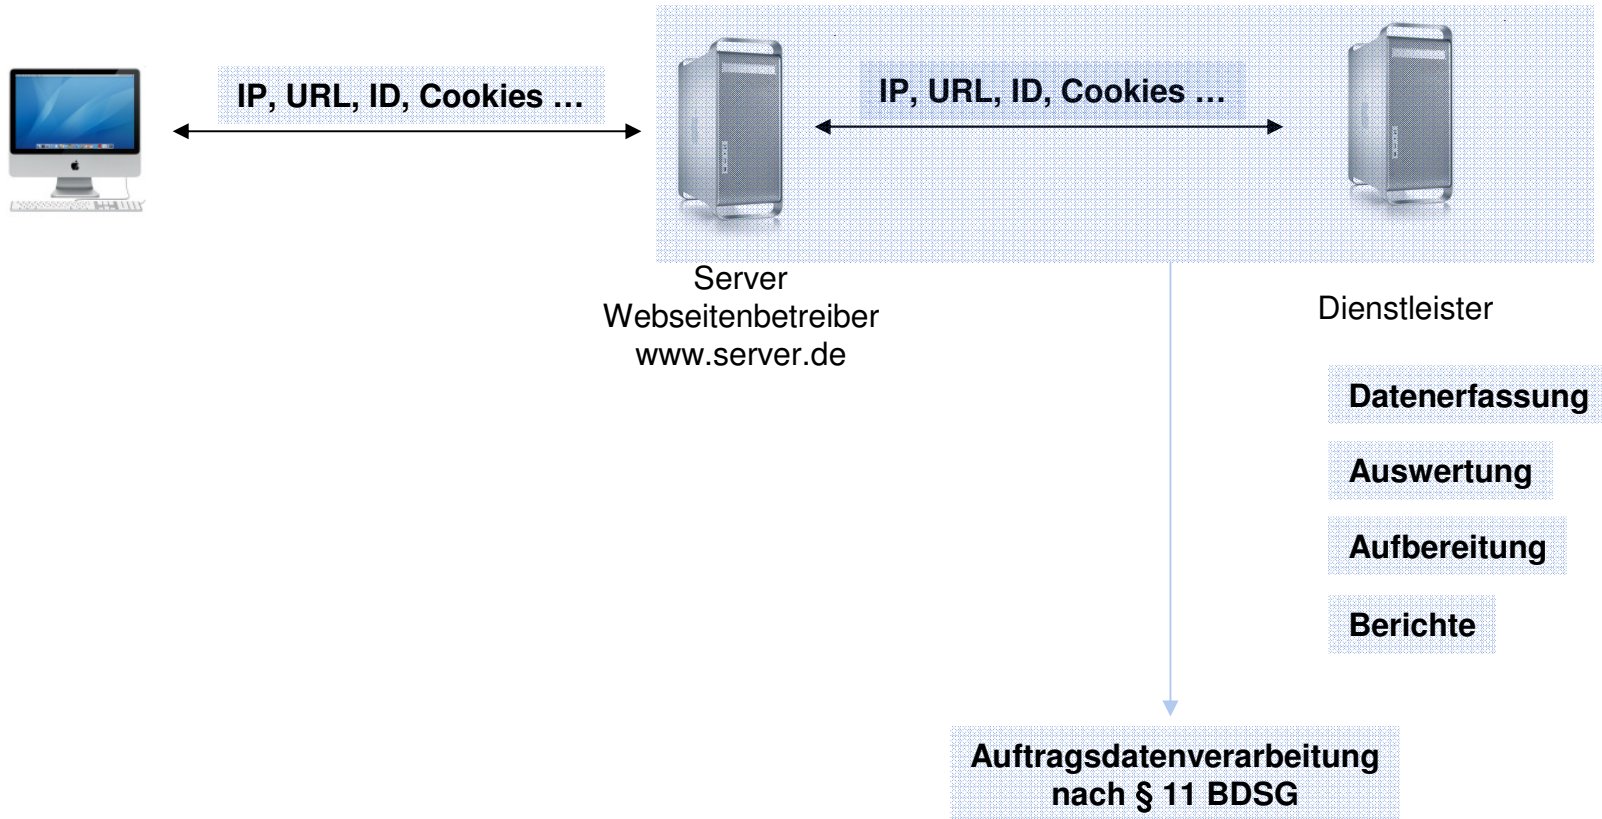 IP, URL, ID, Cookies …
IP, URL, ID, Cookies …
Server
Webseitenbetreiber
www.server.de
Dienstleister
Datenerfassung
Auswertung
Aufbereitung
Berichte
Auftragsdatenverarbeitung
nach § 11 BDSG